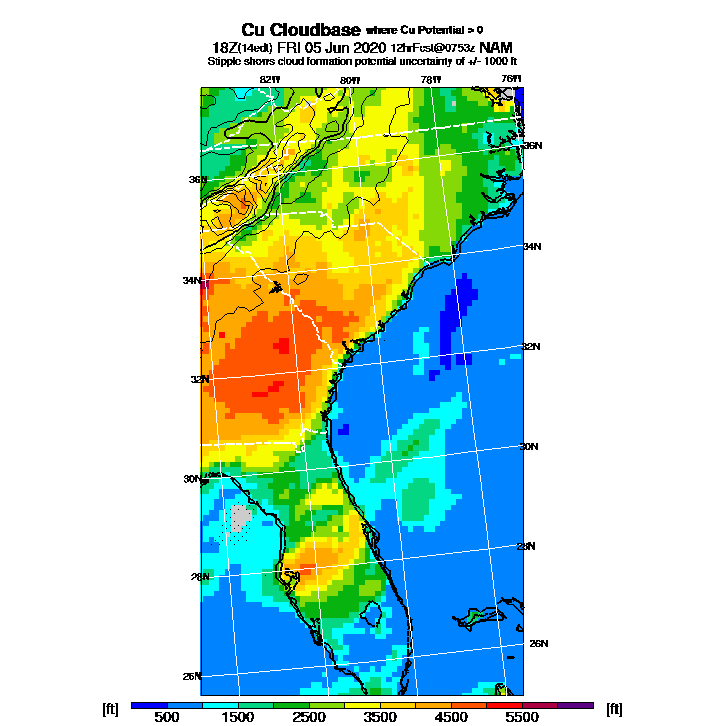 Cu Cloudbase where Cu Potential > 0
18Z(14edt) FRI 05 Jun 2020 12hrFcst@0753z NAM
Stipple shows cloud formation potential uncertainty of +/- 1000 ft
82W 80W 78W 76W
36N 36N
34N 34N
32N 32N
30N 30N
28N 28N
26N 26N
[ft] 500 1500 2500 3500 4500 5500 [ft]